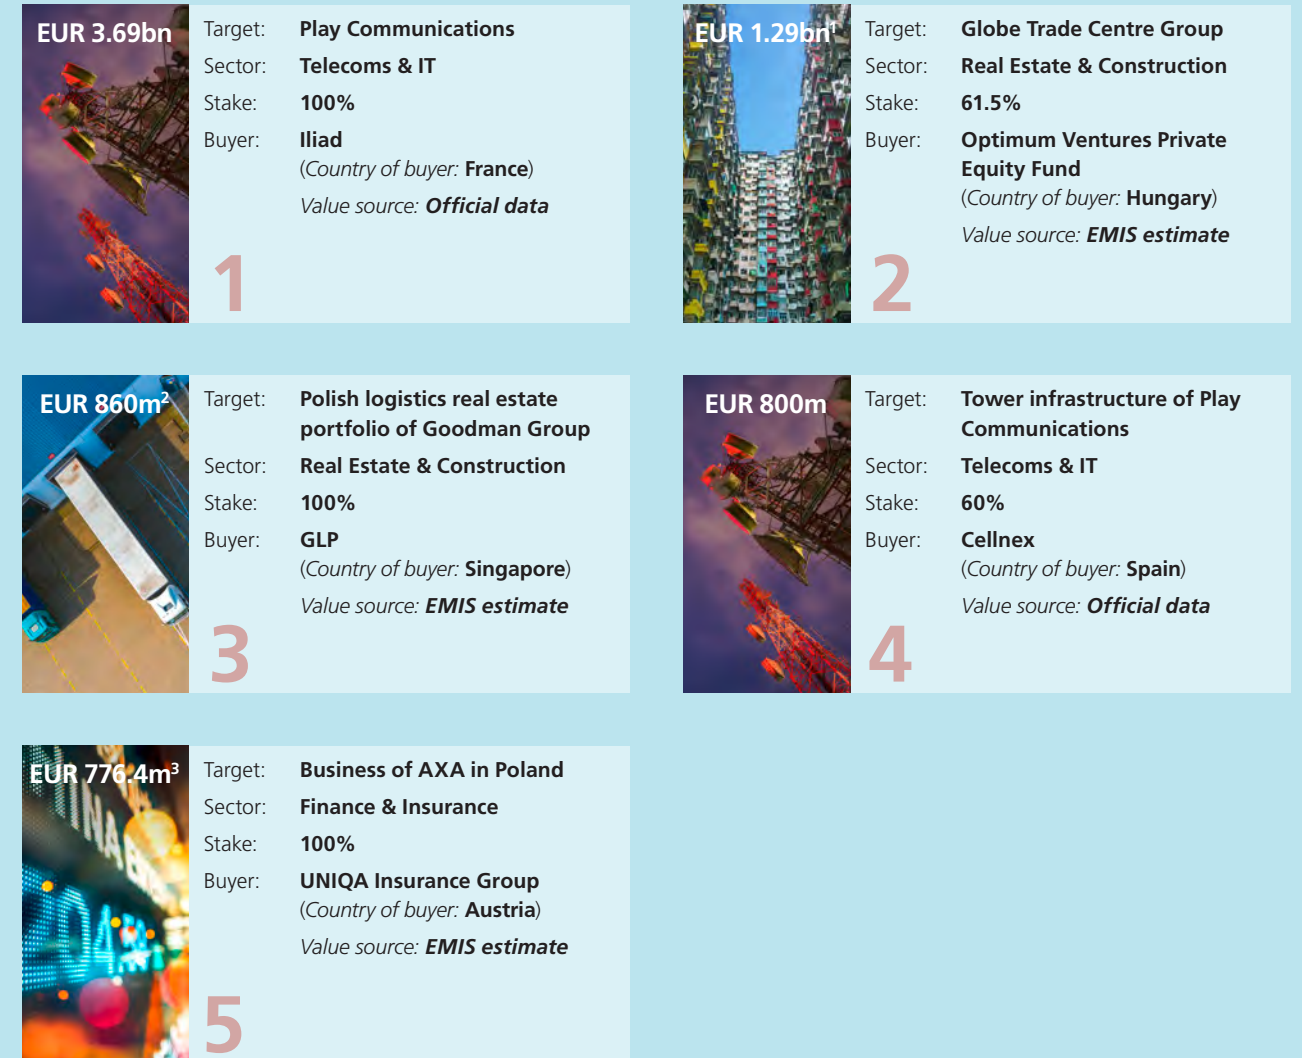 EUR 3.69bn
Target: Play Communications
Sector: Telecoms & IT
Stake: 100%
Buyer: Iliad
(Country of buyer: France)
Value source: Official data
1
EUR 1.29bn¹
Target: Globe Trade Centre Group
Sector: Real Estate & Construction
Stake: 61.5%
Buyer: Optimum Ventures Private
Equity Fund
(Country of buyer: Hungary)
Value source: EMIS estimate
2
EUR 860m²
Target: Polish logistics real estate
portfolio of Goodman Group
Sector: Real Estate & Construction
Stake: 100%
Buyer: GLP
(Country of buyer: Singapore)
Value source: EMIS estimate
3
EUR 800m
Target: Tower infrastructure of Play
Communications
Sector: Telecoms & IT
Stake: 60%
Buyer: Cellnex
(Country of buyer: Spain)
Value source: Official data
4
EUR 776.4m³
Target: Business of AXA in Poland
Sector: Finance & Insurance
Stake: 100%
Buyer: UNIQA Insurance Group
(Country of buyer: Austria)
Value source: EMIS estimate
5